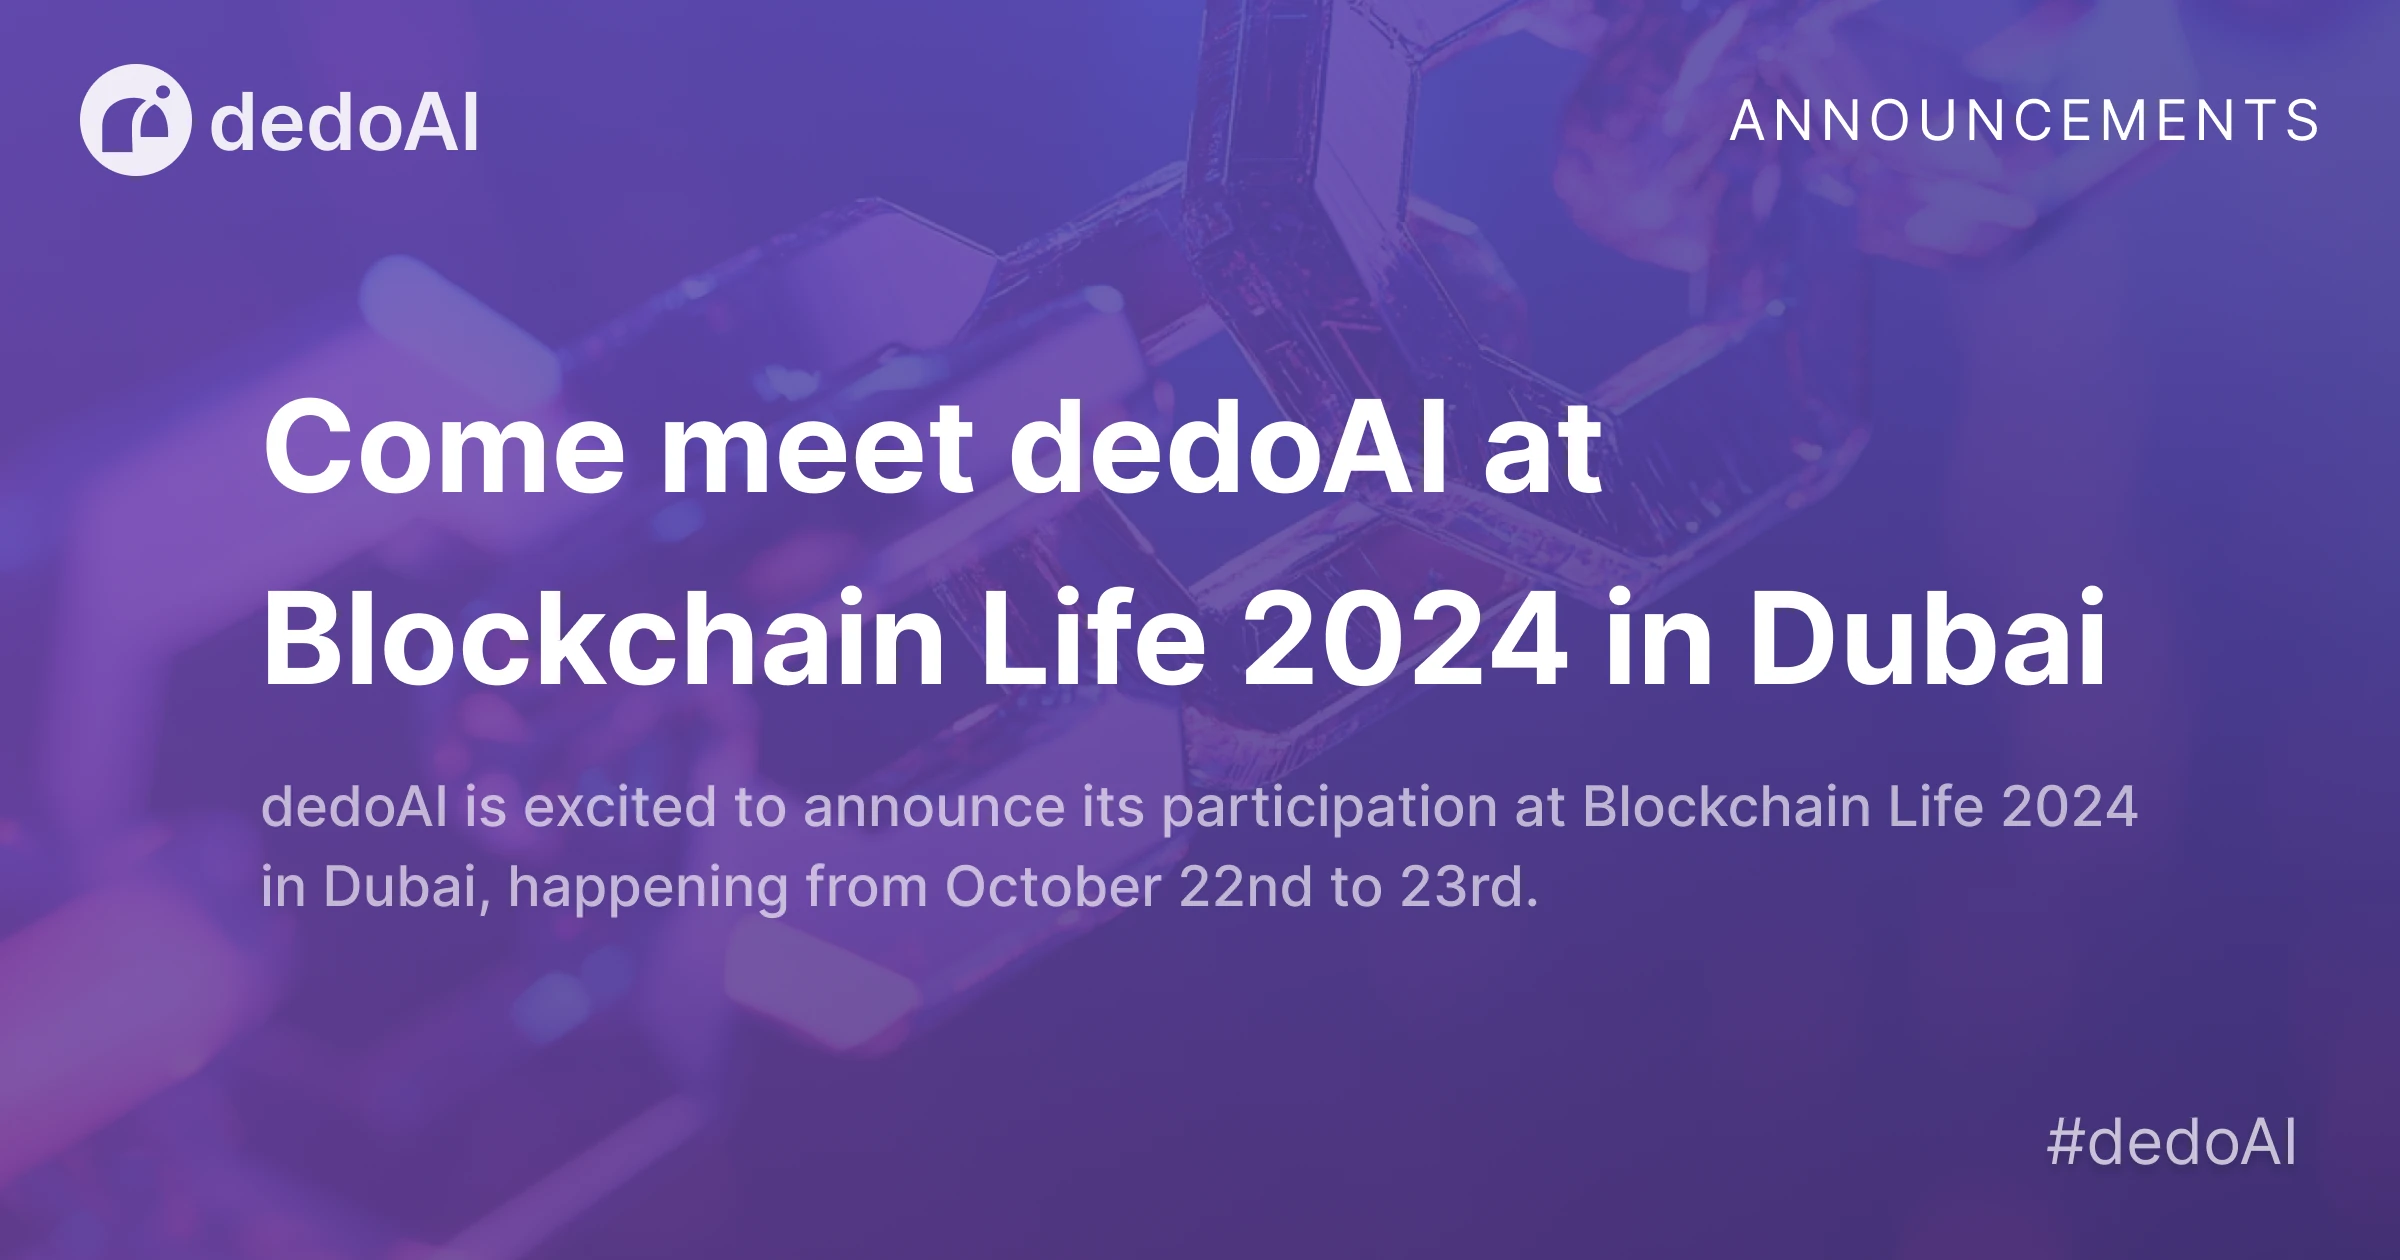 dedoAI
ANNOUNCEMENTS
Come meet dedoAI at
Blockchain Life 2024 in Dubai
dedoAI is excited to announce its participation at Blockchain Life 2024
in Dubai, happening from October 22nd to 23rd.
#dedoAI